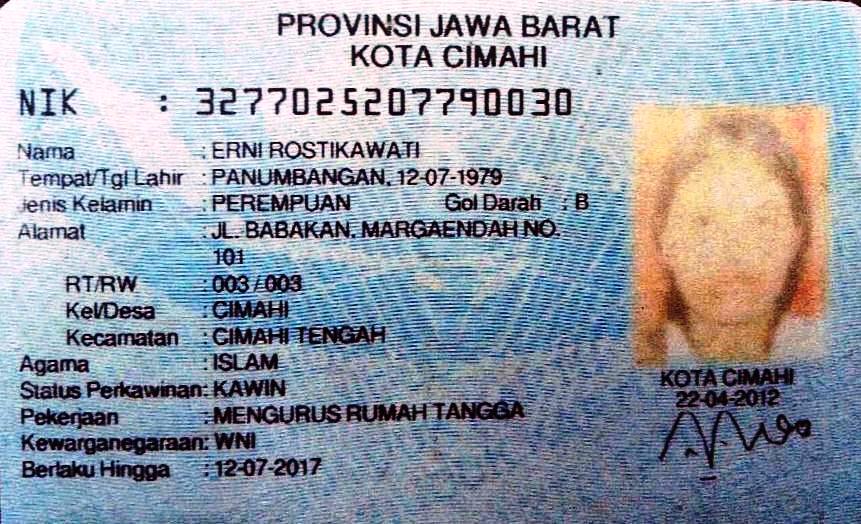 PROVINSI JAWA BARAT
KOTA CIMAHI
NIK : 3277025207790030
Nama : ERNI ROSTIKAWATI
Tempat/Tgl Lahir : PANUMBANGAN, 12-07-1979
Jenis Kelamin : PEREMPUAN Gol Darah : B
Alamat : JL. BABAKAN. MARGAENDAH NO.
101
RT/RW : 003 / 003
Kel/Desa : CIMAHI
Kecamatan : CIMAHI TENGAH
Agama : ISLAM
Status Perkawinan: KAWIN
Pekerjaan : MENGURUS RUMAH TANGGA
Kewarganegaraan: WNI
Berlaku Hingga : 12-07-2017
KOTA CIMAHI
22-04-2012